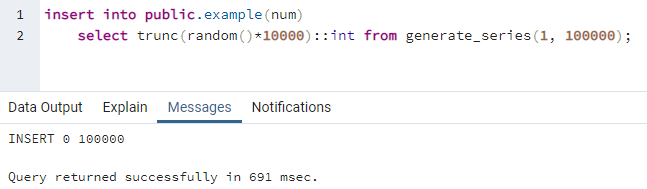 1 insert into public.example(num)
2 select trunc(random()*10000)::int from generate_series(1, 100000);
Data Output Explain Messages Notifications
INSERT 0 100000
Query returned successfully in 691 msec.